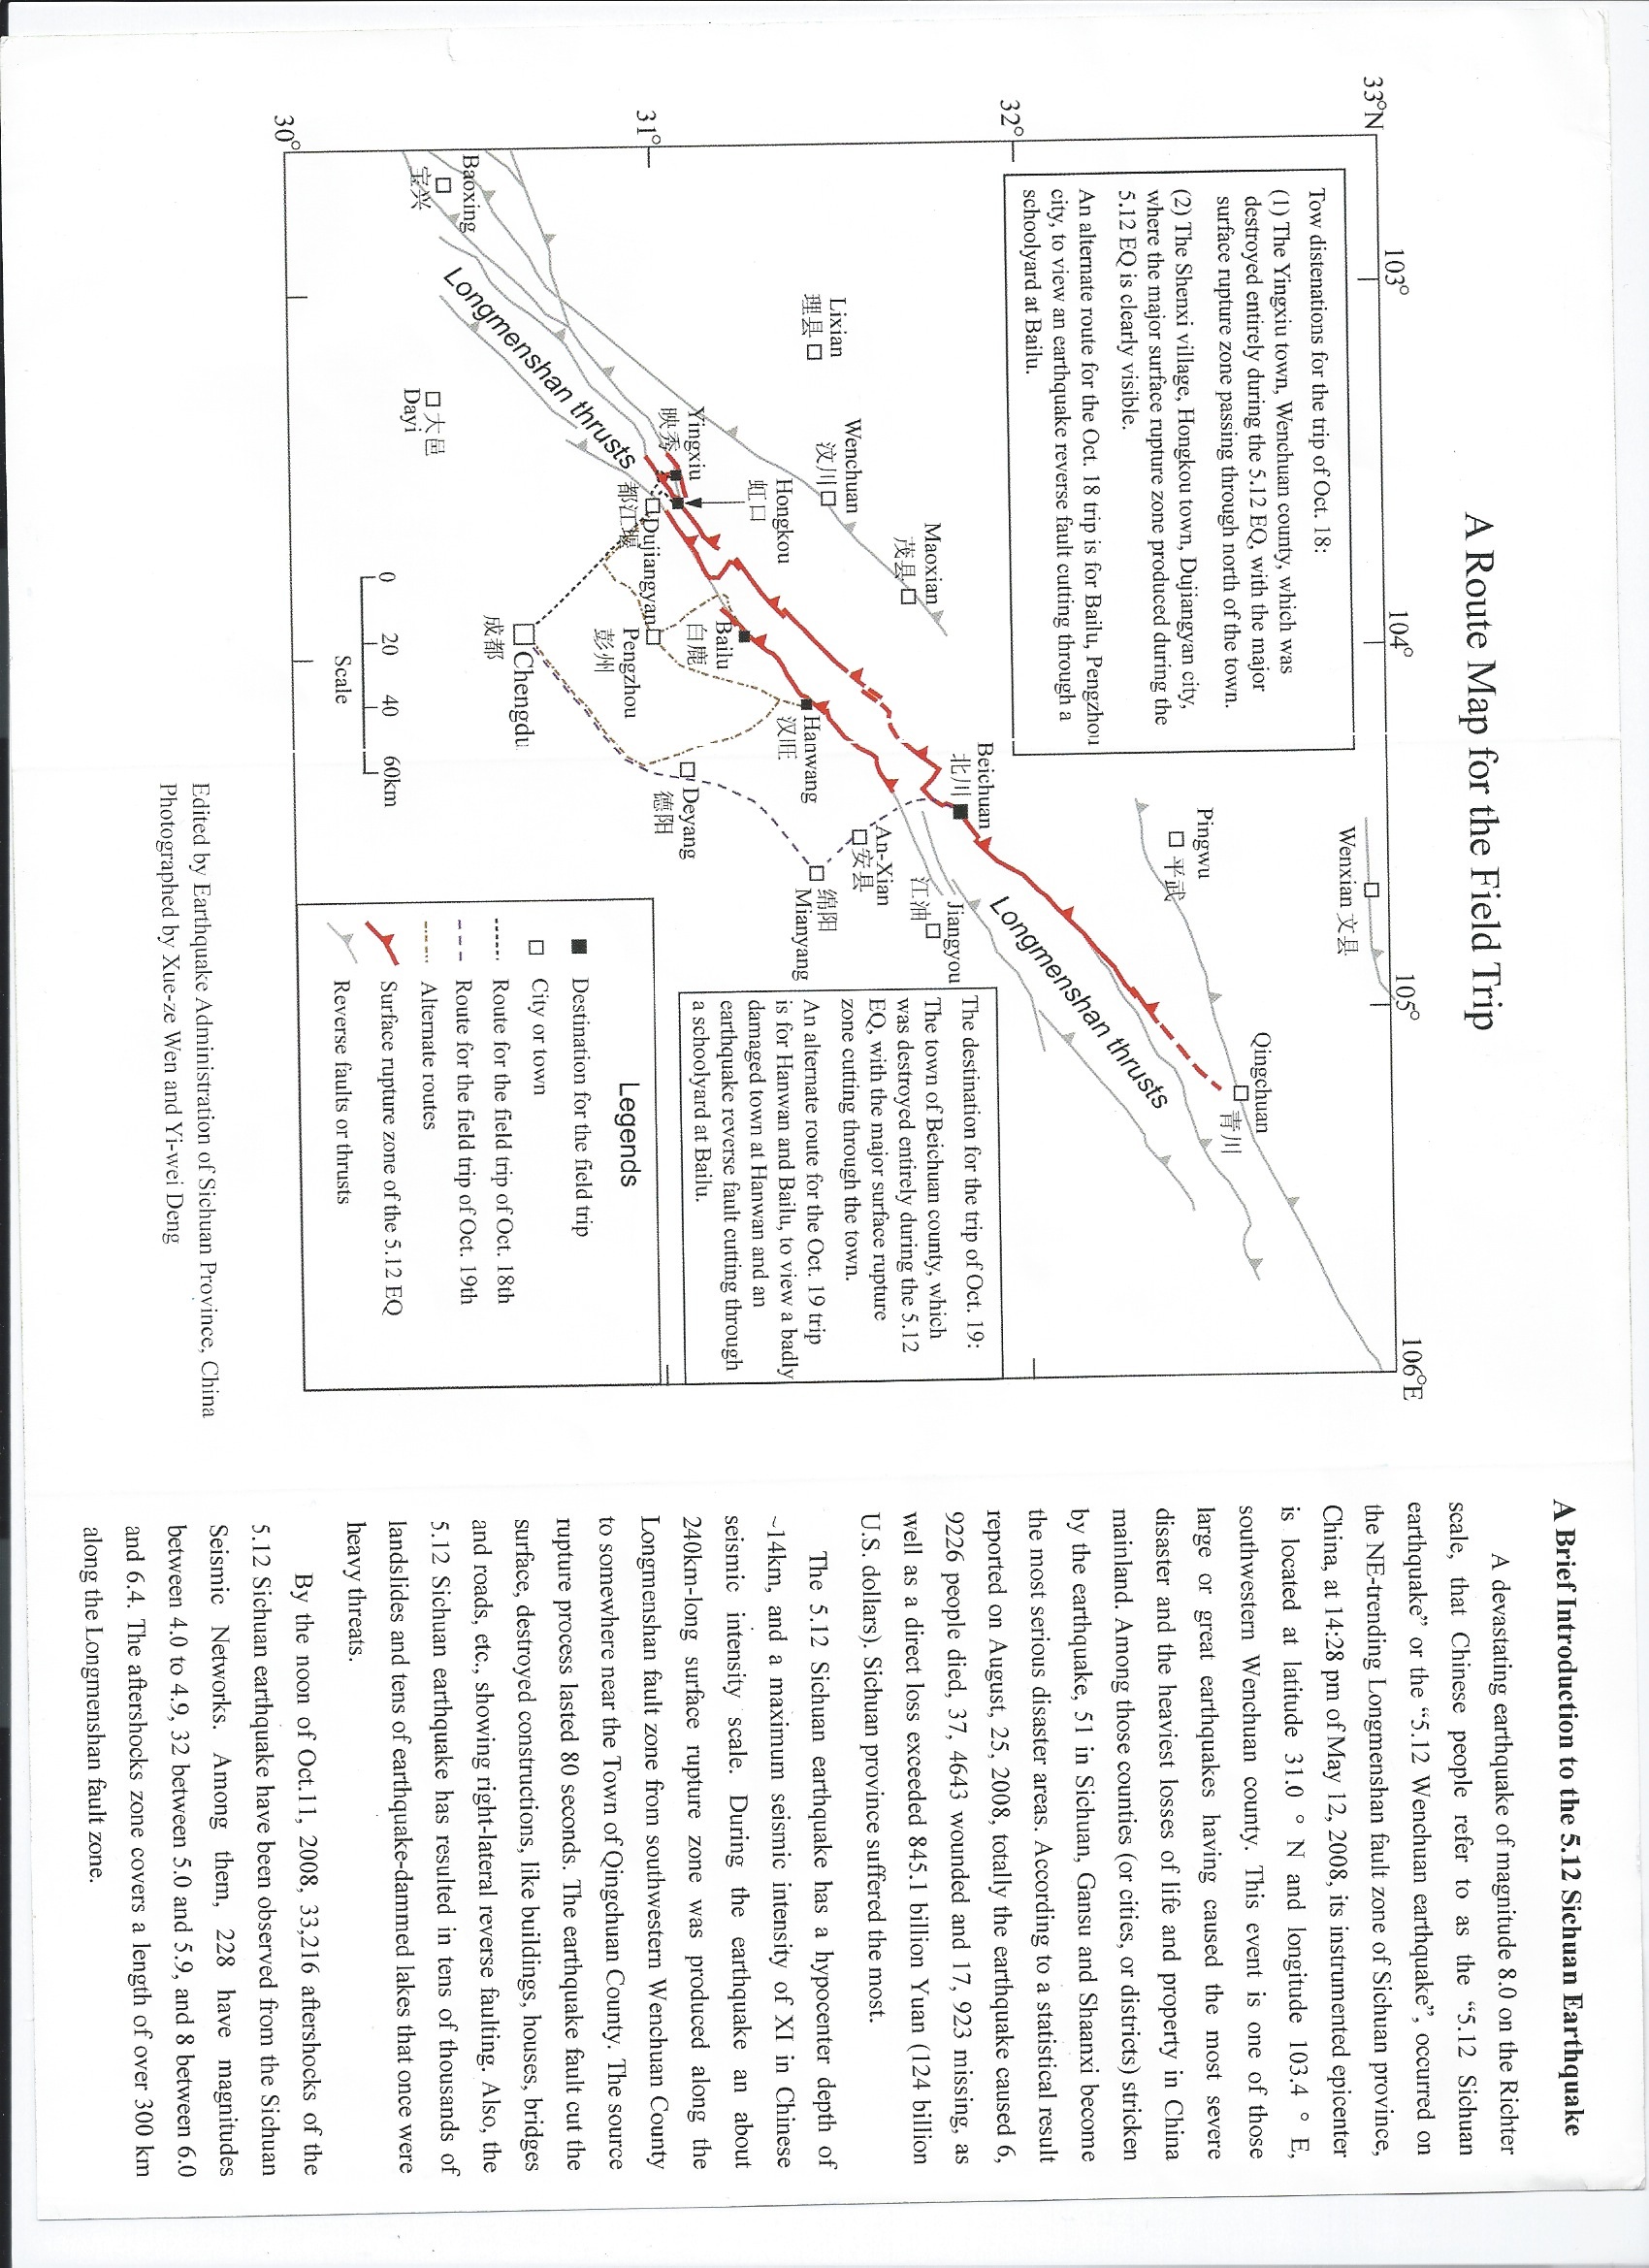 A Route Map for the Field Trip
103°
104°
105°
106°E
33°N
32°
31°
30°
Tow distenations for the trip of Oct. 18:
(1) The Yingxiu town, Wenchuan county, which was
destroyed entirely during the 5.12 EQ, with the major
surface rupture zone passing through north of the town.
(2) The Shenxi village, Hongkou town, Dujiangyan city,
where the major surface rupture zone produced during the
5.12 EQ is clearly visible.
An alternate route for the Oct. 18 trip is for Bailu, Pengzhou
city, to view an earthquake reverse fault cutting through a
schoolyard at Bailu.
Wenxian 文县
Pingwu
平武
Qingchuan
青川
Longmenshan thrusts
Beichuan
北川
Jiangyou
江油
An-Xian
安县
绵阳
Mianyang
Maoxian
茂县
Wenchuan
汶川
Lixian
理县
Hongkou
虹口
Yingxiu
映秀
Hanwang
汉旺
Bailu
白鹿
Dujiangyan
都江堰
Pengzhou
彭州
Deyang
德阳
Chengdu
成都
Longmenshan thrusts
Baoxing
宝兴
大邑
Dayi
0 20 40 60km
Scale
The destination for the trip of Oct. 19:
The town of Beichuan county, which
was destroyed entirely during the 5.12
EQ, with the major surface rupture
zone cutting through the town.
An alternate route for the Oct. 19 trip
is for Hanwan and Bailu, to view a badly
damaged town at Hanwan and an
earthquake reverse fault cutting through
a schoolyard at Bailu.
Legends
Destination for the field trip
City or town
Route for the field trip of Oct. 18th
Route for the field trip of Oct. 19th
Alternate routes
Surface rupture zone of the 5.12 EQ
Reverse faults or thrusts
Edited by Earthquake Administration of Sichuan Province, China
Photographed by Xue-ze Wen and Yi-wei Deng
A Brief Introduction to the 5.12 Sichuan Earthquake
A devastating earthquake of magnitude 8.0 on the Richter
scale, that Chinese people refer to as the “5.12 Sichuan
earthquake” or the “5.12 Wenchuan earthquake”, occurred on
the NE-trending Longmenshan fault zone of Sichuan province,
China, at 14:28 pm of May 12, 2008, its instrumented epicenter
is located at latitude 31.0 ° N and longitude 103.4 ° E,
southwestern Wenchuan county. This event is one of those
large or great earthquakes having caused the most severe
disaster and the heaviest losses of life and property in China
mainland. Among those counties (or cities, or districts) stricken
by the earthquake, 51 in Sichuan, Gansu and Shaanxi become
the most serious disaster areas. According to a statistical result
reported on August, 25, 2008, totally the earthquake caused 6,
9226 people died, 37, 4643 wounded and 17, 923 missing, as
well as a direct loss exceeded 845.1 billion Yuan (124 billion
U.S. dollars). Sichuan province suffered the most.
The 5.12 Sichuan earthquake has a hypocenter depth of
~14km, and a maximum seismic intensity of XI in Chinese
seismic intensity scale. During the earthquake an about
240km-long surface rupture zone was produced along the
Longmenshan fault zone from southwestern Wenchuan County
to somewhere near the Town of Qingchuan County. The source
rupture process lasted 80 seconds. The earthquake fault cut the
surface, destroyed constructions, like buildings, houses, bridges
and roads, etc., showing right-lateral reverse faulting. Also, the
5.12 Sichuan earthquake has resulted in tens of thousands of
landslides and tens of earthquake-dammed lakes that once were
heavy threats.
By the noon of Oct.11, 2008, 33,216 aftershocks of the
5.12 Sichuan earthquake have been observed from the Sichuan
Seismic Networks. Among them, 228 have magnitudes
between 4.0 to 4.9, 32 between 5.0 and 5.9, and 8 between 6.0
and 6.4. The aftershocks zone covers a length of over 300 km
along the Longmenshan fault zone.